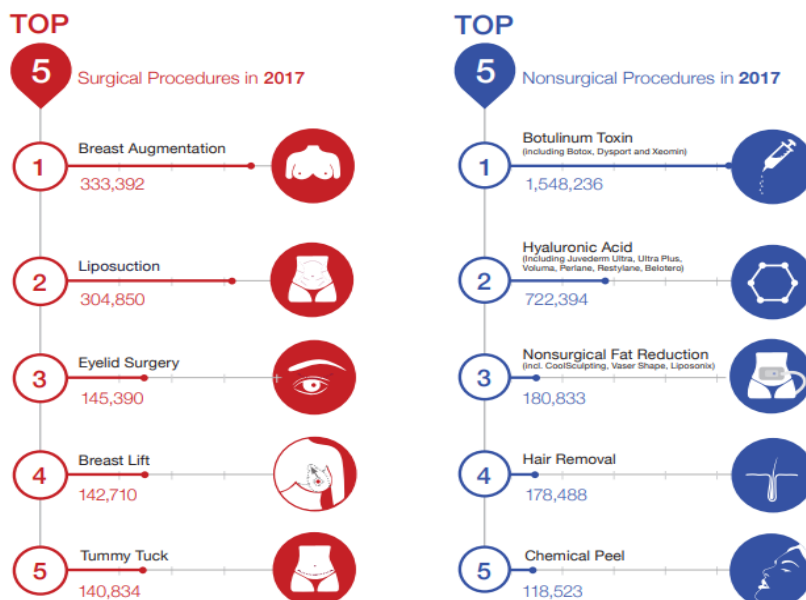 TOP
5
Surgical Procedures in 2017
1
Breast Augmentation
333,392
2
Liposuction
304,850
3
Eyelid Surgery
145,390
4
Breast Lift
142,710
5
Tummy Tuck
140,834
TOP
5
Nonsurgical Procedures in 2017
1
Botulinum Toxin
(including Botox, Dysport and Xeomin)
1,548,236
2
Hyaluronic Acid
(Including Juvederm Ultra, Ultra Plus,
Voluma, Perlane, Restylane, Belotero)
722,394
3
Nonsurgical Fat Reduction
(incl. CoolSculpting, Vaser Shape, Liposonix)
180,833
4
Hair Removal
178,488
5
Chemical Peel
118,523